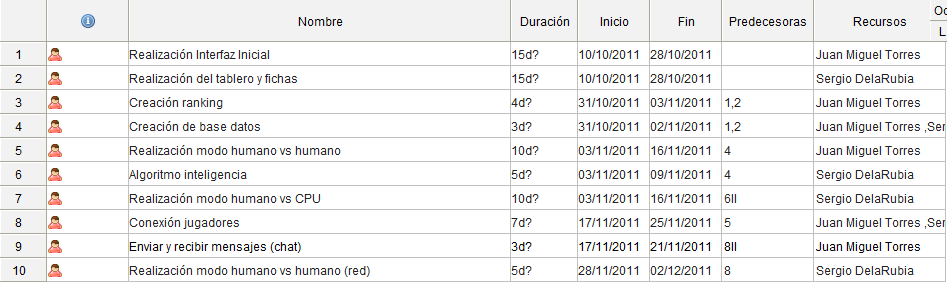 Nombre Duración Inicio Fin Predecesoras Recursos Oc
L
1 Realización Interfaz Inicial 15d? 10/10/2011 28/10/2011 Juan Miguel Torres
2 Realización del tablero y fichas 15d? 10/10/2011 28/10/2011 Sergio DelaRubia
3 Creación ranking 4d? 31/10/2011 03/11/2011 1,2 Juan Miguel Torres
4 Creación de base datos 3d? 31/10/2011 02/11/2011 1,2 Juan Miguel Torres ,Ser
5 Realización modo humano vs humano 10d? 03/11/2011 16/11/2011 4 Juan Miguel Torres
6 Algoritmo inteligencia 5d? 03/11/2011 09/11/2011 4 Sergio DelaRubia
7 Realización modo humano vs CPU 10d? 03/11/2011 16/11/2011 6II Sergio DelaRubia
8 Conexión jugadores 7d? 17/11/2011 25/11/2011 5 Juan Miguel Torres ,Ser
9 Enviar y recibir mensajes (chat) 3d? 17/11/2011 21/11/2011 8II Juan Miguel Torres
10 Realización modo humano vs humano (red) 5d? 28/11/2011 02/12/2011 8 Sergio DelaRubia